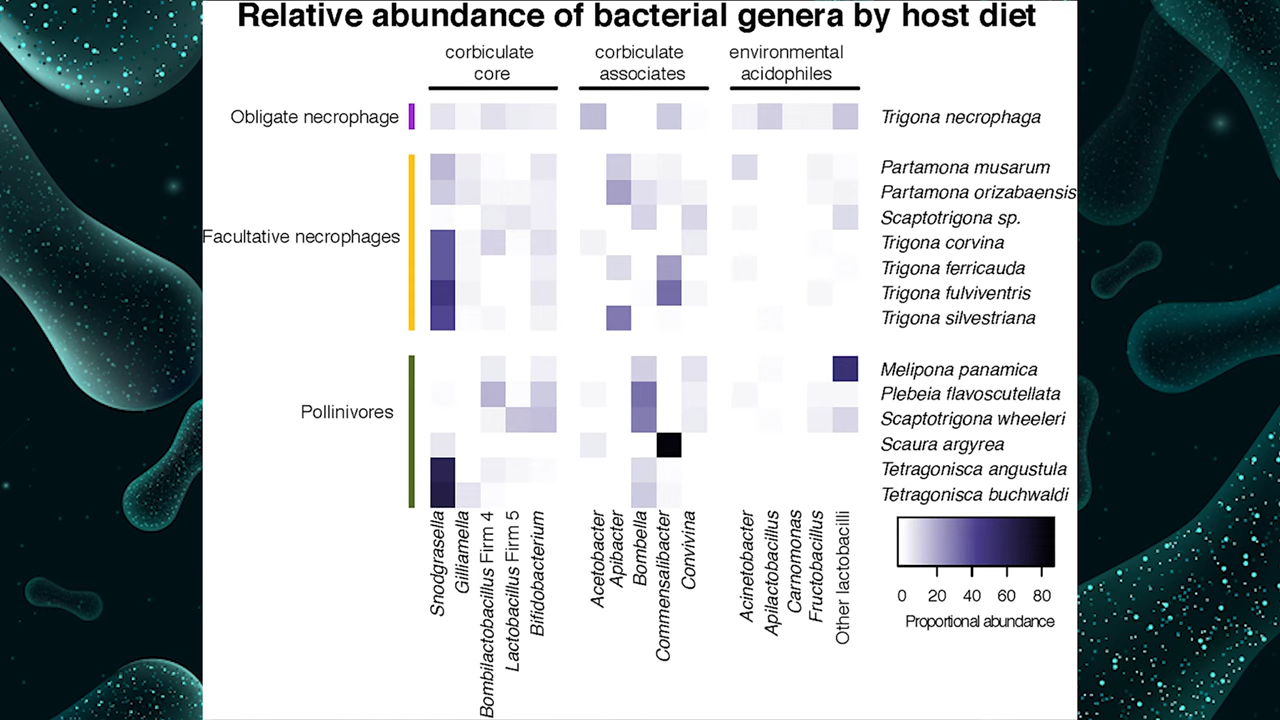 Relative abundance of bacterial genera by host diet
corbiculate
core
corbiculate
associates
environmental
acidophiles
Obligate necrophage
Trigona necrophaga
Facultative necrophages
Partamona musarum
Partamona orizabaensis
Scaptotrigona sp.
Trigona corvina
Trigona ferricauda
Trigona fulviventris
Trigona silvestriana
Pollinivores
Melipona panamica
Plebeia flavoscutellata
Scaptotrigona wheeleri
Scaura argyrea
Tetragonisca angustula
Tetragonisca buchwaldi
Snodgrasella
Gilliamella
Bombilactobacillus Firm 4
Lactobacillus Firm 5
Bifidobacterium
Acetobacter
Apibacter
Bombella
Commensalibacter
Convivina
Acinetobacter
Apilactobacillus
Carnomonas
Fructobacillus
Other lactobacilli
0 20 40 60 80
Proportional abundance